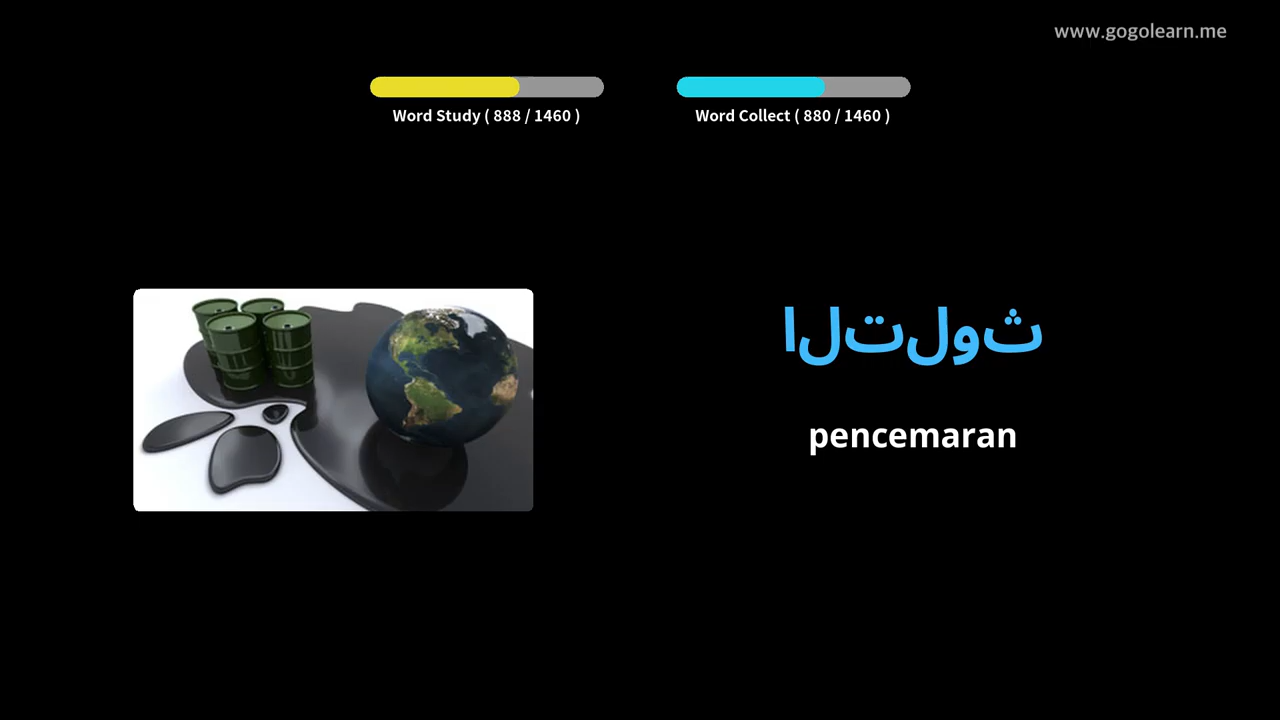 www.gogolearn.me
Word Study ( 888 / 1460 )
Word Collect ( 880 / 1460 )
التلوث
pencemaran